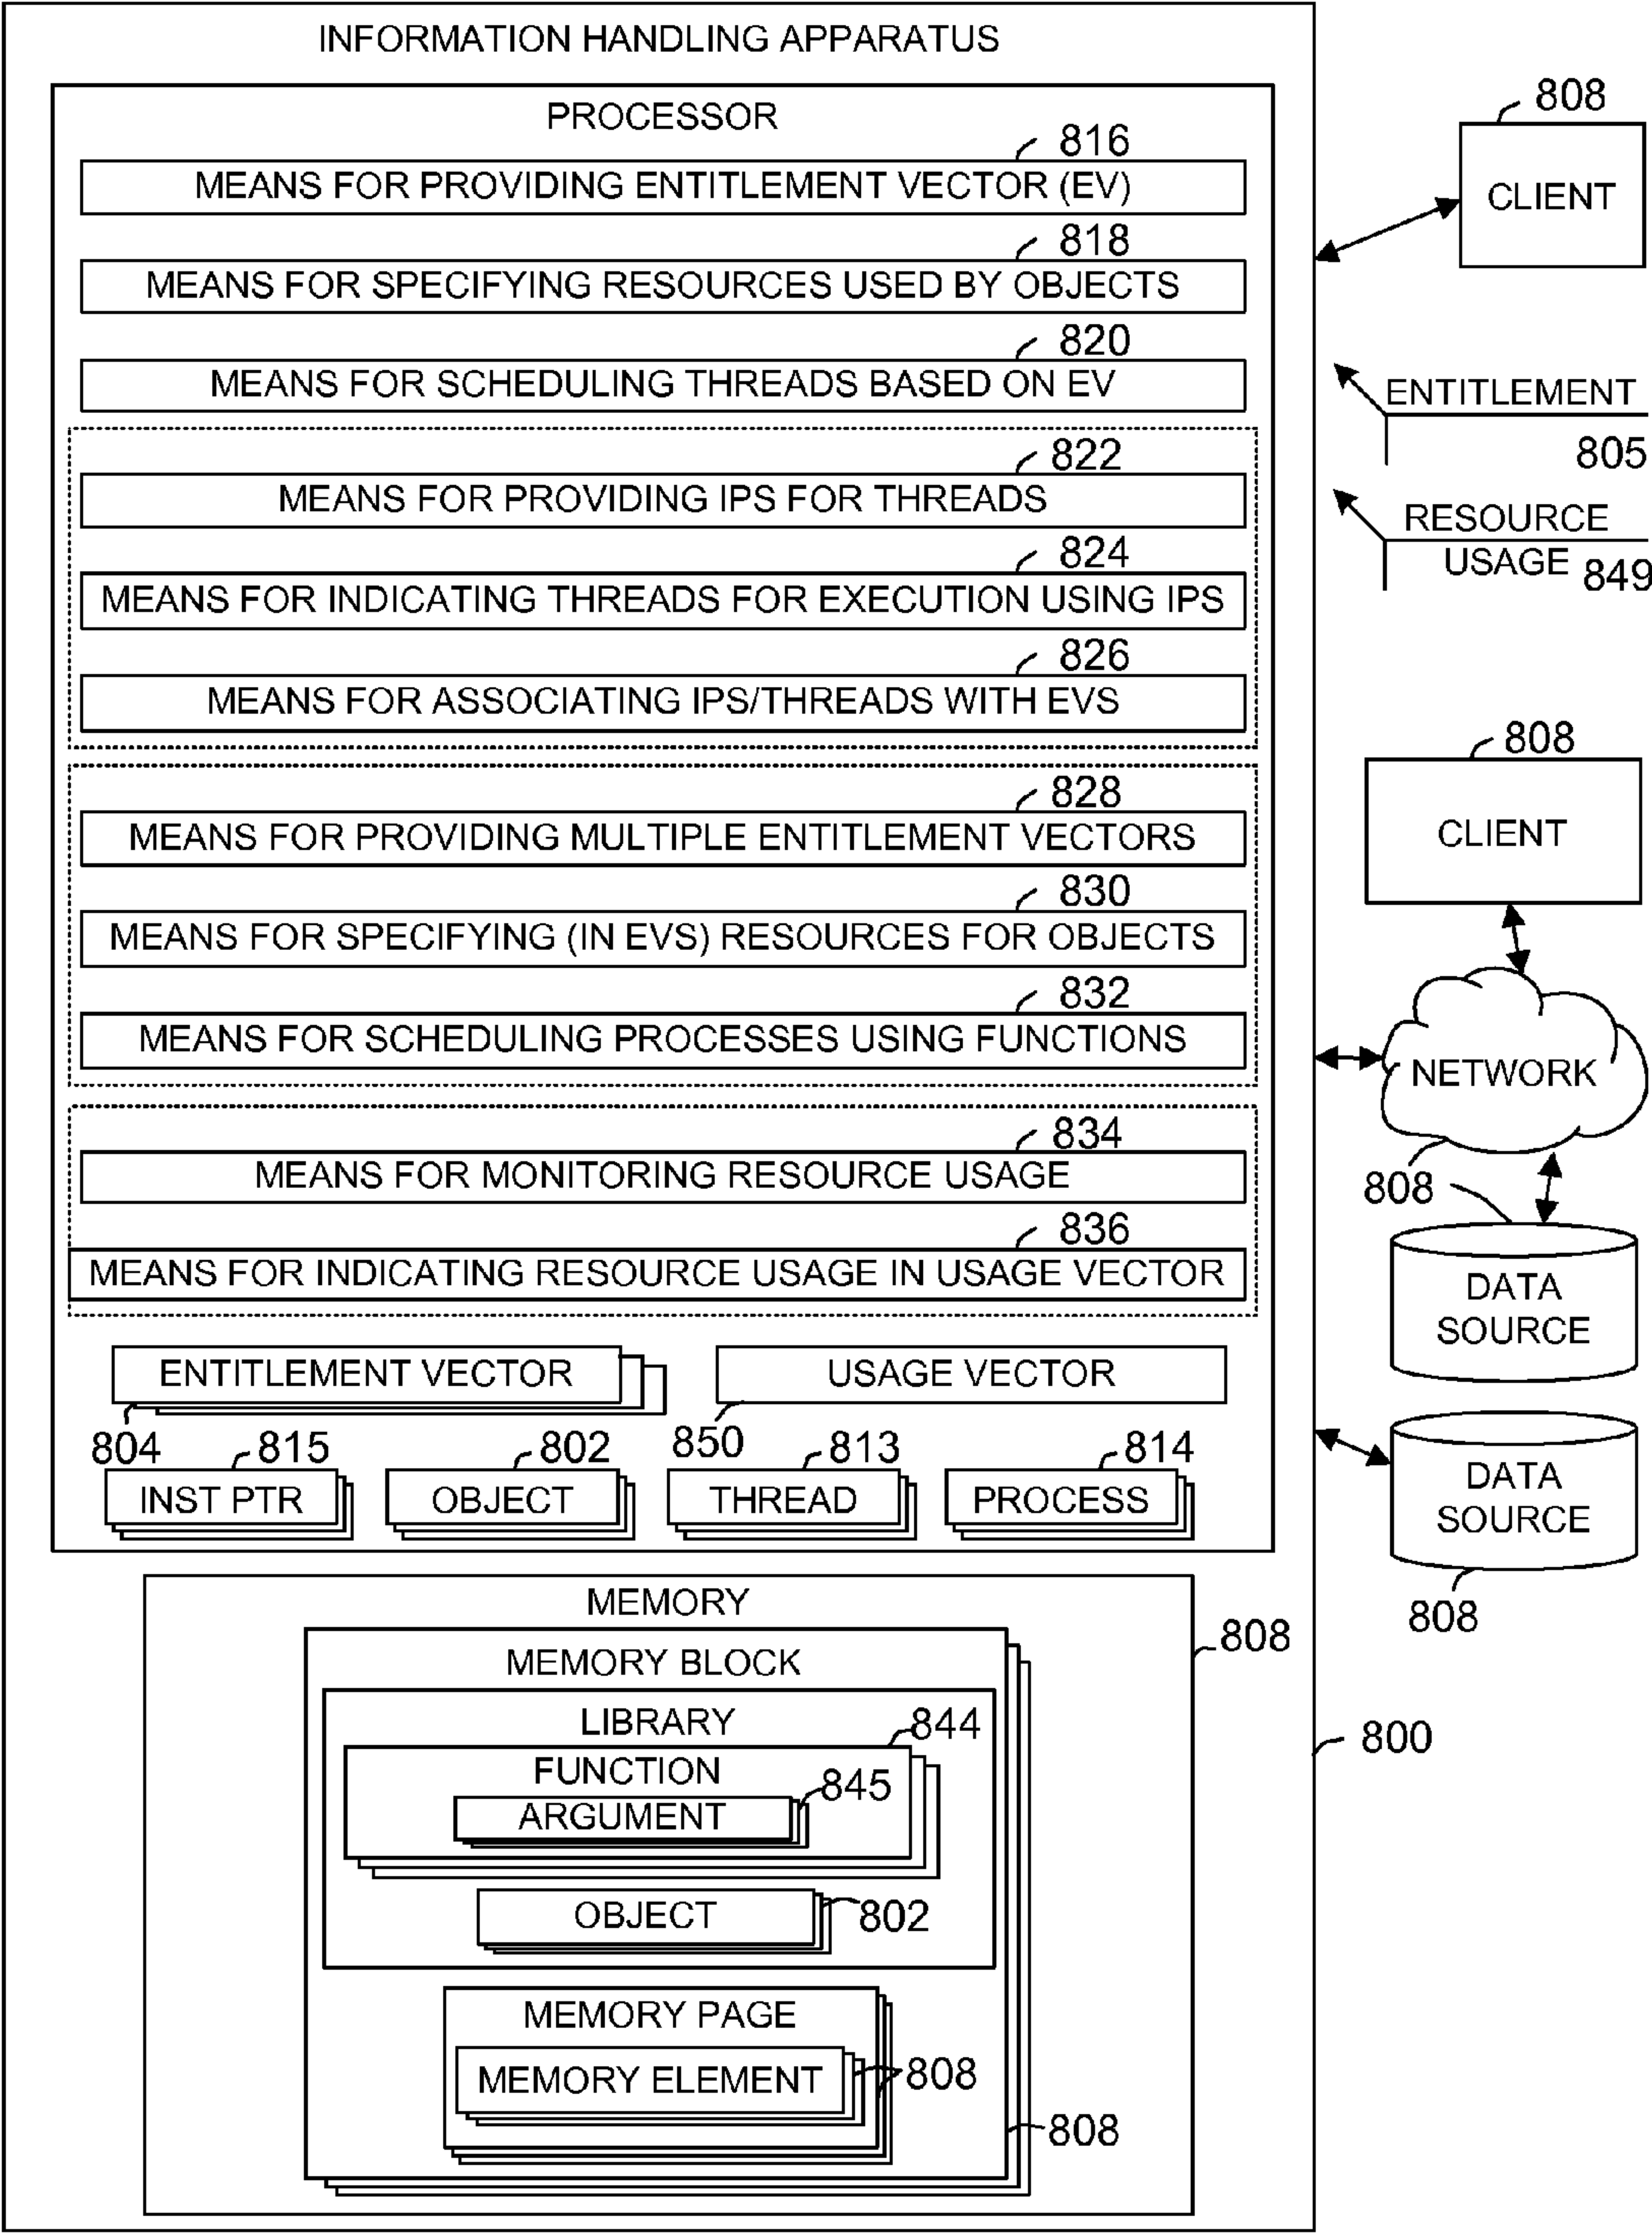 INFORMATION HANDLING APPARATUS
PROCESSOR
816
MEANS FOR PROVIDING ENTITLEMENT VECTOR (EV)
818
MEANS FOR SPECIFYING RESOURCES USED BY OBJECTS
820
MEANS FOR SCHEDULING THREADS BASED ON EV
822
MEANS FOR PROVIDING IPS FOR THREADS
824
MEANS FOR INDICATING THREADS FOR EXECUTION USING IPS
826
MEANS FOR ASSOCIATING IPS/THREADS WITH EVS
828
MEANS FOR PROVIDING MULTIPLE ENTITLEMENT VECTORS
830
MEANS FOR SPECIFYING (IN EVS) RESOURCES FOR OBJECTS
832
MEANS FOR SCHEDULING PROCESSES USING FUNCTIONS
834
MEANS FOR MONITORING RESOURCE USAGE
836
MEANS FOR INDICATING RESOURCE USAGE IN USAGE VECTOR
ENTITLEMENT VECTOR
804
USAGE VECTOR
850
815
INST PTR
802
OBJECT
813
THREAD
814
PROCESS
MEMORY
808
MEMORY BLOCK
LIBRARY
844
FUNCTION
845
ARGUMENT
OBJECT
802
MEMORY PAGE
MEMORY ELEMENT
808
808
800
808
CLIENT
ENTITLEMENT
805
RESOURCE
USAGE
849
808
CLIENT
NETWORK
808
808
DATA
SOURCE
DATA
SOURCE
808